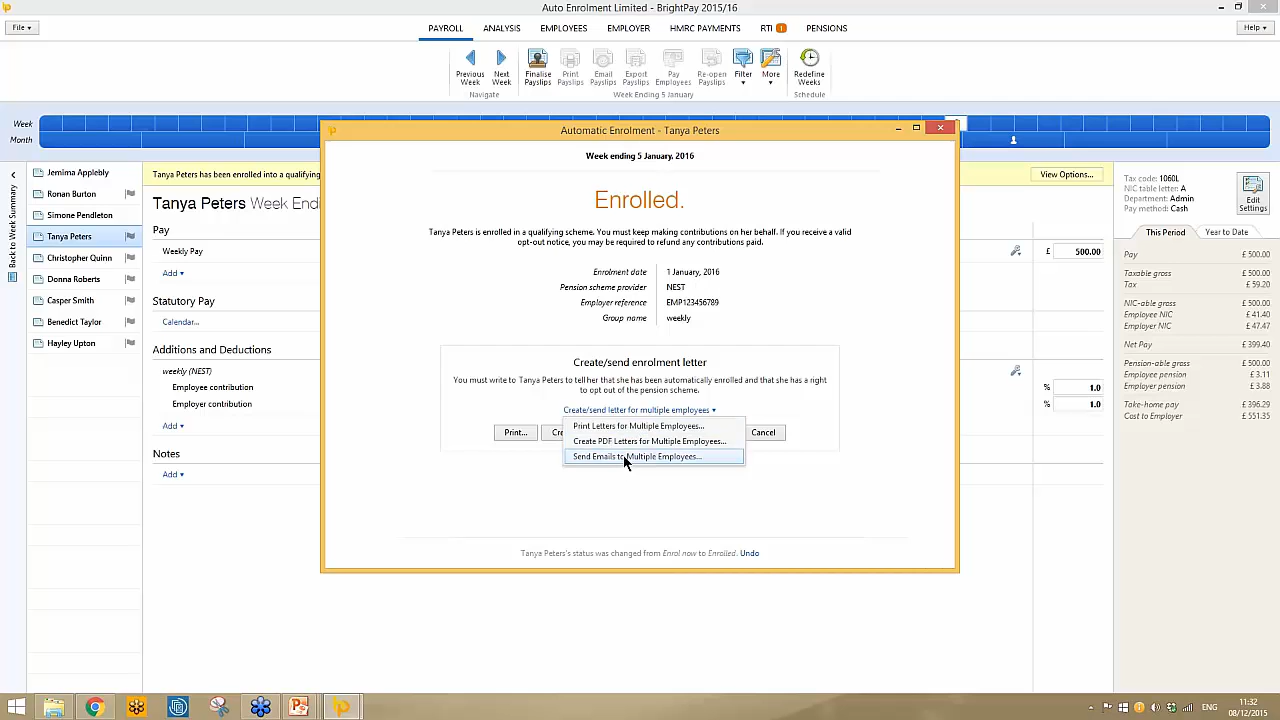 Auto Enrolment Limited - BrightPay 2015/16
File
PAYROLL ANALYSIS EMPLOYEES EMPLOYER HMRC PAYMENTS RTI PENSIONS
Help
Previous Week
Next Week
Finalise Payslips
Print Payslips
Email Payslips
Export Payslips
Pay Employees
Re-open Payslips
Filter
More
Redefine Weeks
Navigate
Week Ending 5 January
Schedule
Week
Month
Back to Week Summary
Jemima Applebly
Ronan Burton
Simone Pendleton
Tanya Peters
Christopher Quinn
Donna Roberts
Casper Smith
Benedict Taylor
Hayley Upton
Tanya Peters has been enrolled into a qualifying
View Options...
Tanya Peters Week Endi
Pay
Weekly Pay
£ 500.00
Add
Statutory Pay
Calendar...
Additions and Deductions
weekly (NEST)
Employee contribution
% 1.0
Employer contribution
% 1.0
Add
Notes
Add
Automatic Enrolment - Tanya Peters
Week ending 5 January, 2016
Enrolled.
Tanya Peters is enrolled in a qualifying scheme. You must keep making contributions on her behalf. If you receive a valid
opt-out notice, you may be required to refund any contributions paid.
Enrolment date 1 January, 2016
Pension scheme provider NEST
Employer reference EMP123456789
Group name weekly
Create/send enrolment letter
You must write to Tanya Peters to tell her that she has been automatically enrolled and that she has a right
to opt out of the pension scheme.
Create/send letter for multiple employees
Print Letters for Multiple Employees...
Print... Cre Cancel
Create PDF Letters for Multiple Employees...
Send Emails to Multiple Employees...
Tanya Peters's status was changed from Enrol now to Enrolled. Undo
Tax code: 1060L
NIC table letter: A
Department: Admin
Pay method: Cash
Edit Settings
This Period Year to Date
Pay £ 500.00
Taxable gross £ 500.00
Tax £ 59.20
NIC-able gross £ 500.00
Employee NIC £ 41.40
Employer NIC £ 47.47
Net Pay £ 399.40
Pension-able gross £ 500.00
Employee pension £ 3.11
Employer pension £ 3.88
Take-home pay £ 396.29
Cost to Employer £ 551.35
ENG
11:32
08/12/2015